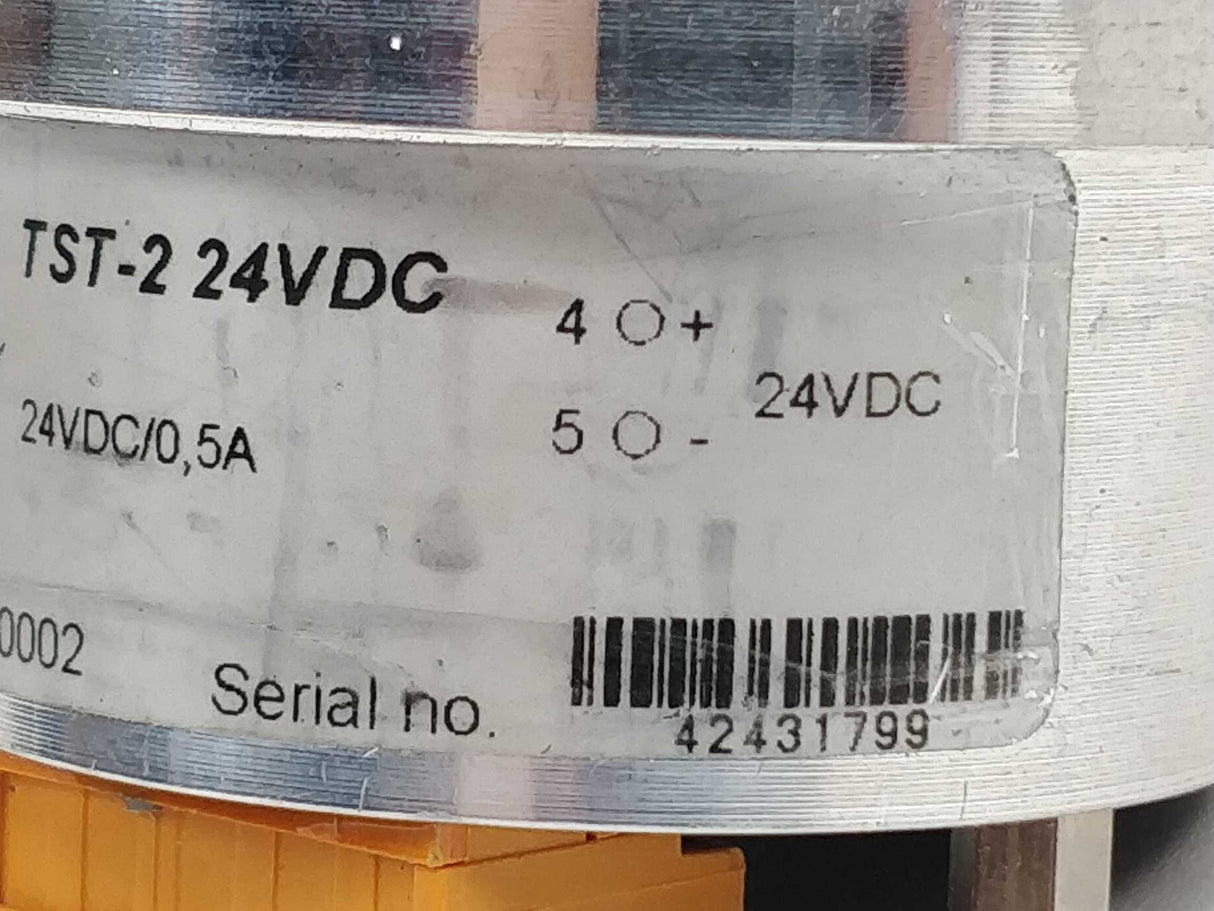 TST-2 24VDC
4 ○ +
24VDC
24VDC/0,5A
5 ○ -
0002
Serial no.
42431799